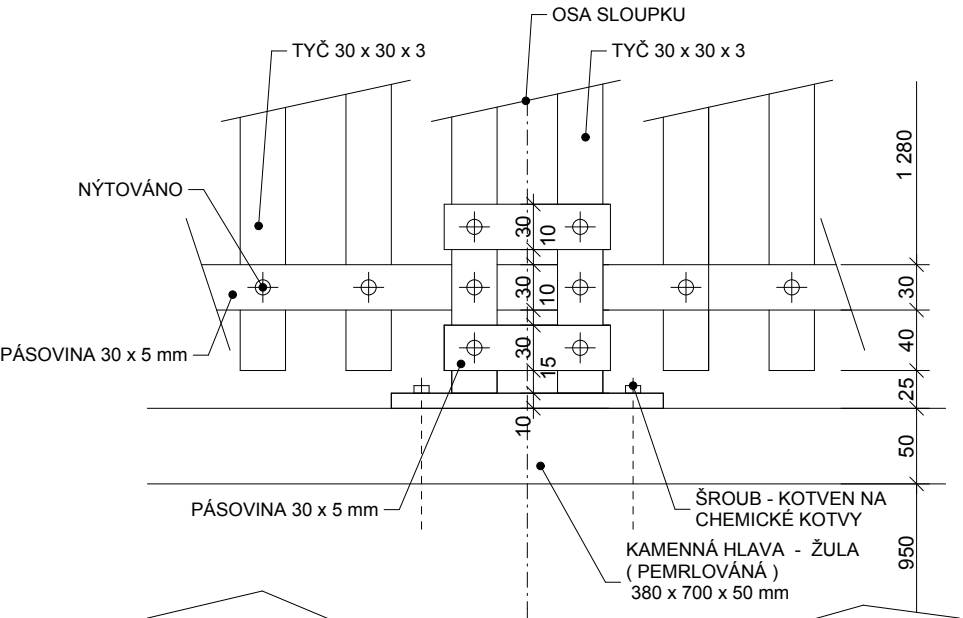 OSA SLOUPKU
TYČ 30 x 30 x 3
TYČ 30 x 30 x 3
NÝTOVÁNO
PÁSOVINA 30 x 5 mm
PÁSOVINA 30 x 5 mm
ŠROUB - KOTVEN NA
CHEMICKÉ KOTVY
KAMENNÁ HLAVA - ŽULA
( PEMRLOVÁNÁ )
380 x 700 x 50 mm
30
10
30
10
30
15
10
1 280
30
40
25
50
950